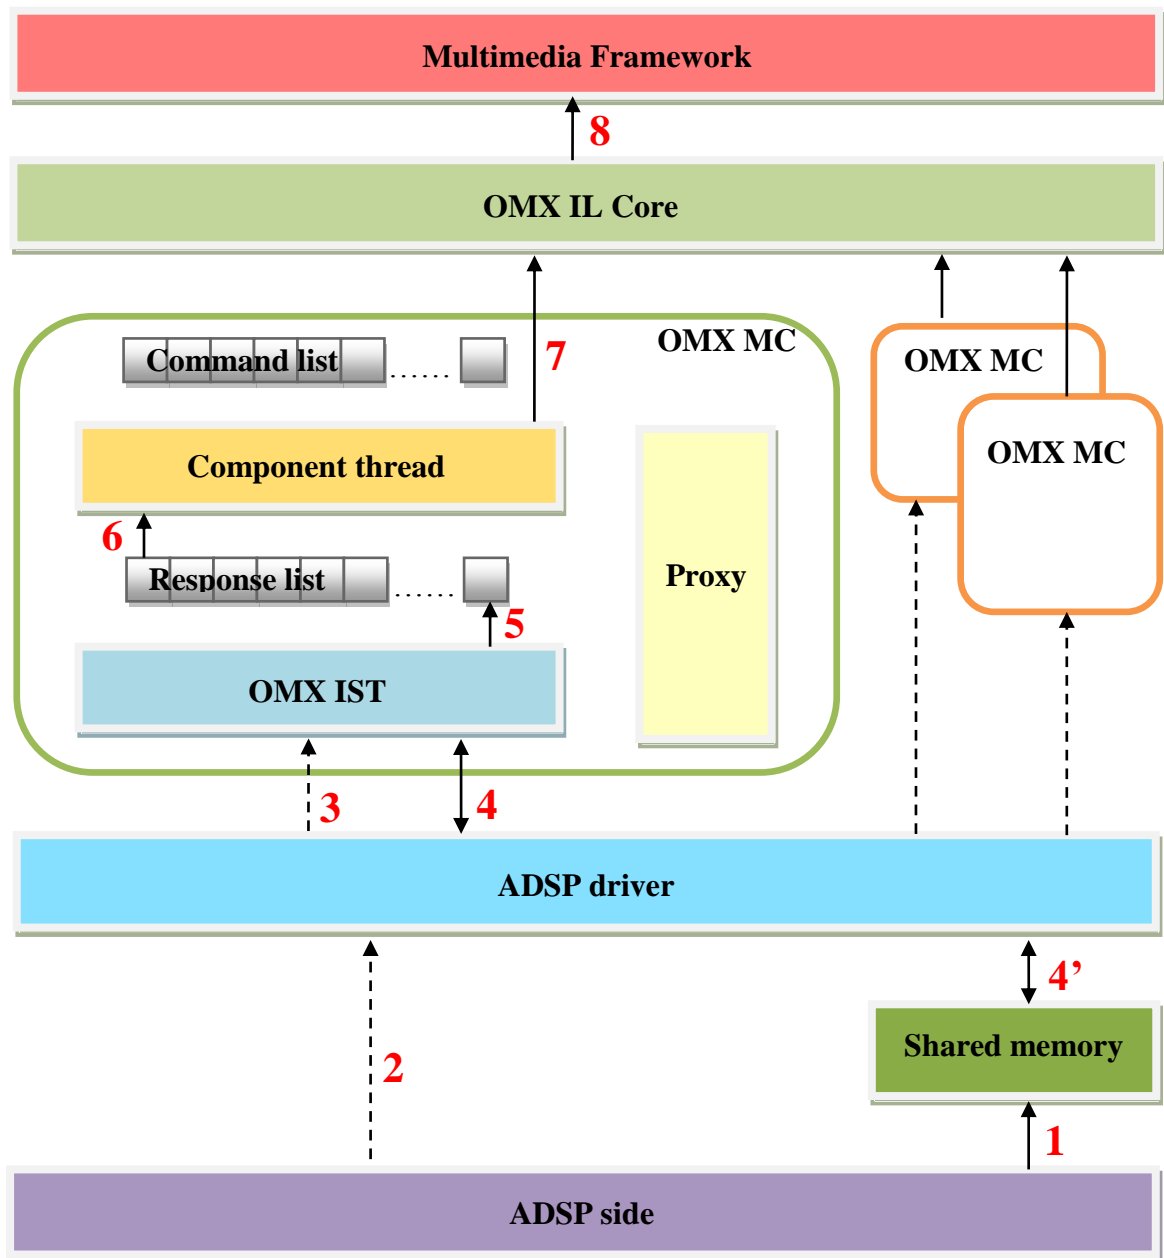 Multimedia Framework
8
OMX IL Core
OMX MC
Command list
......
7
OMX MC
Component thread
OMX MC
6
Response list
......
Proxy
5
OMX IST
3
4
ADSP driver
4’
Shared memory
2
1
ADSP side